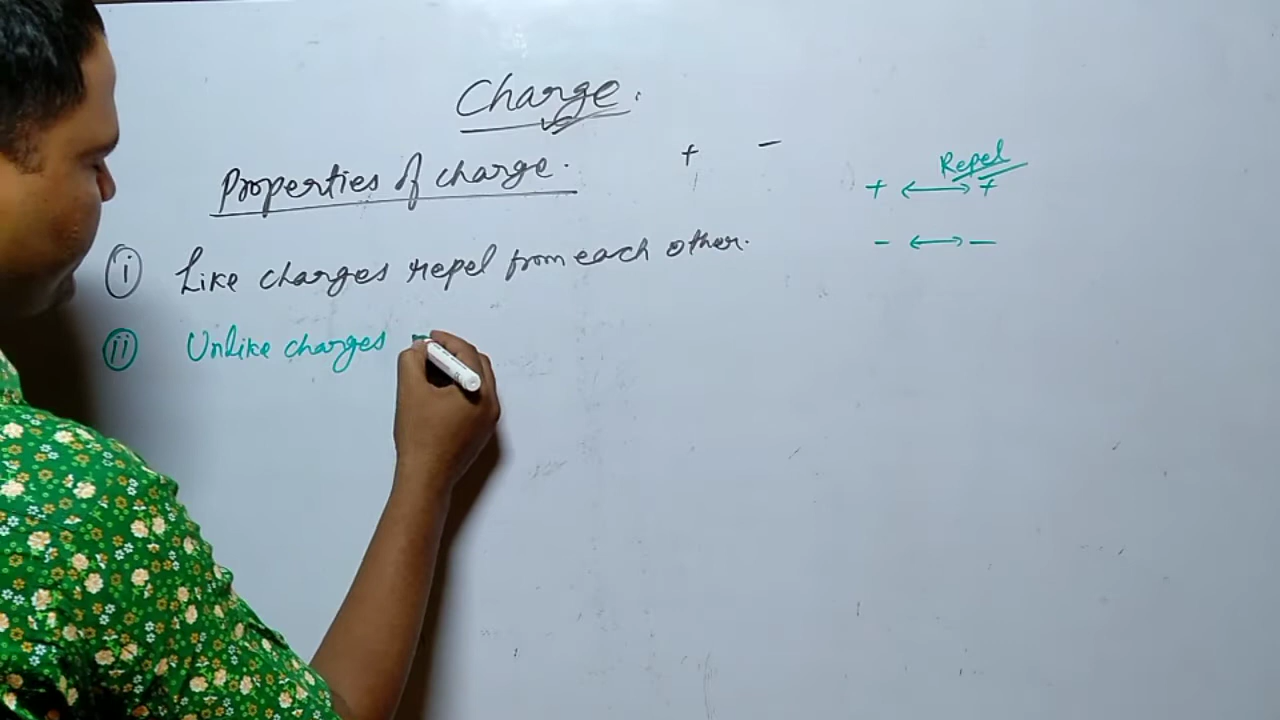 Charge.
Properties of charge.
+ -
Repel
+ ↔ +
(i) Like charges repel from each other.
- ↔ -
(ii) Unlike charges